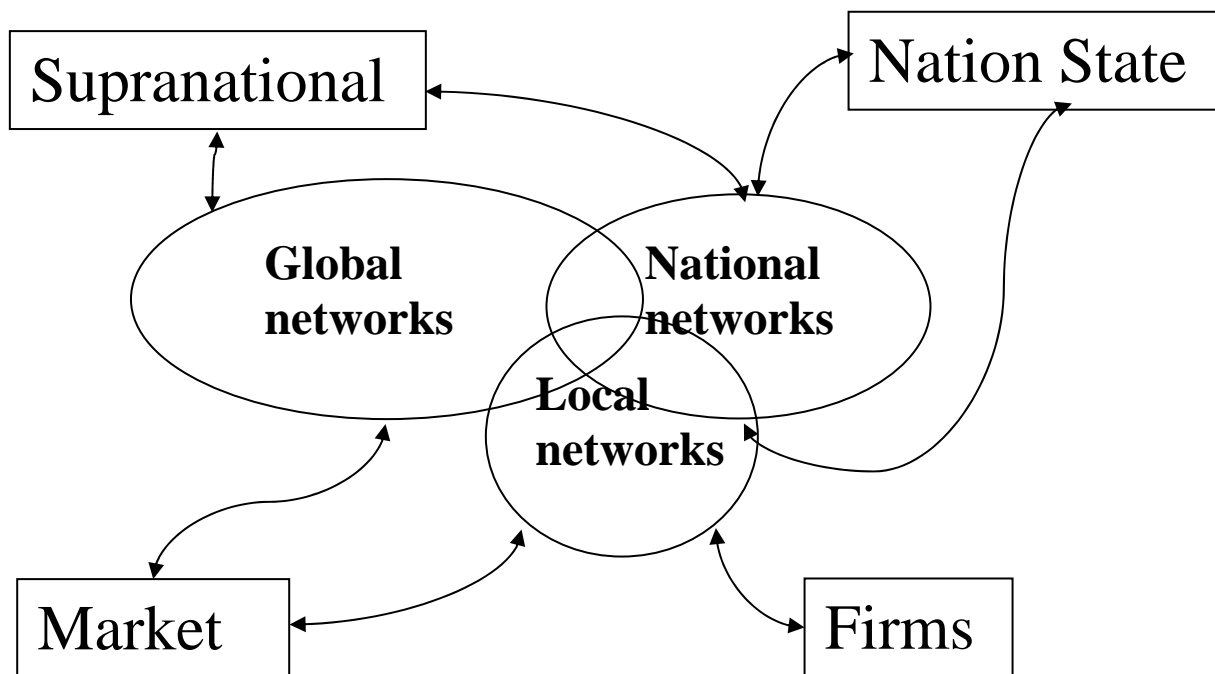 Supranational
Nation State
Global
networks
National
networks
Local
networks
Market
Firms